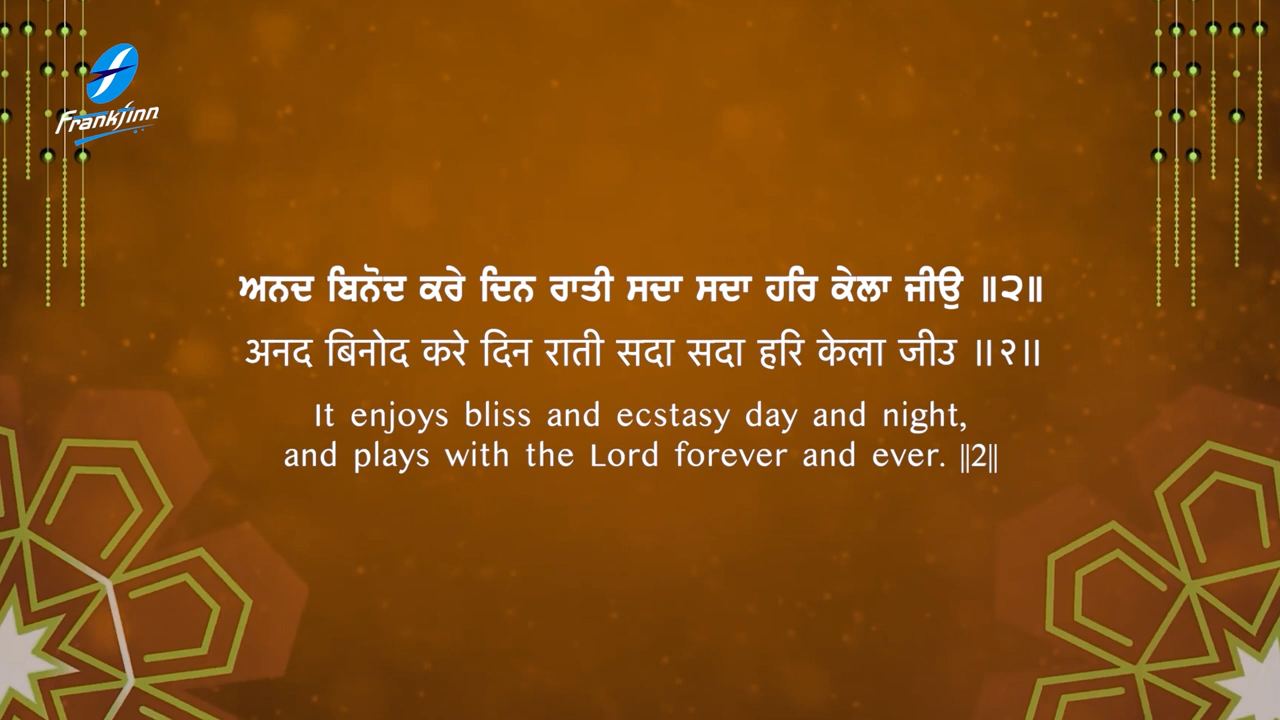 Frankfinn
ਅਨਦ ਬਿਨੋਦ ਕਰੇ ਦਿਨ ਰਾਤੀ ਸਦਾ ਸਦਾ ਹਰਿ ਕੇਲਾ ਜੀਉ ॥੨॥
अनद बिनोद करे दिन राती सदा सदा हरि केला जीउ ॥२॥
It enjoys bliss and ecstasy day and night,
and plays with the Lord forever and ever. ||2||